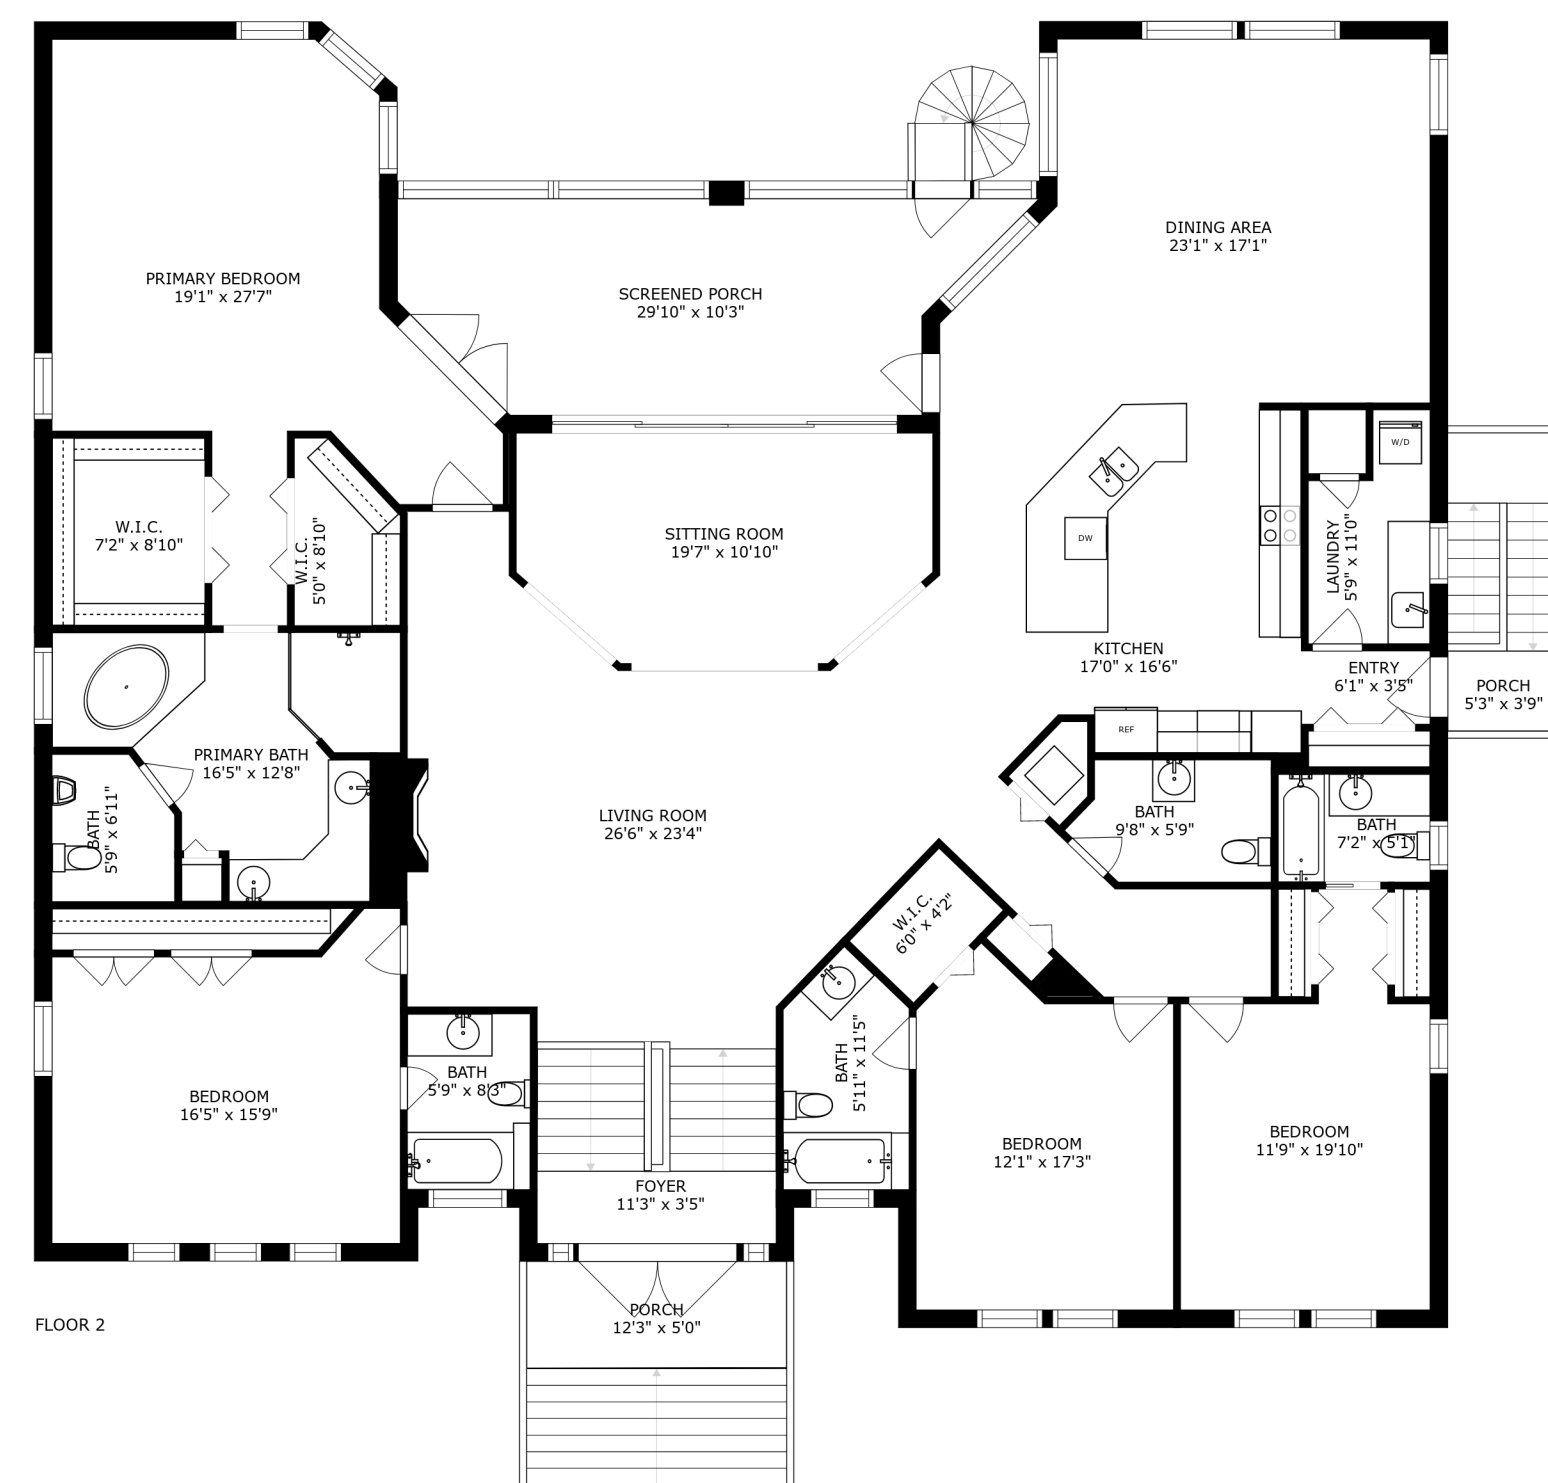 DINING AREA
23'1" x 17'1"
PRIMARY BEDROOM
19'1" x 27'7"
SCREENED PORCH
29'10" x 10'3"
W/D
W.I.C.
7'2" x 8'10"
W.I.C.
5'0" x 8'10"
SITTING ROOM
19'7" x 10'10"
DW
LAUNDRY
5'9" x 11'0"
KITCHEN
17'0" x 16'6"
ENTRY
6'1" x 3'5"
PORCH
5'3" x 3'9"
REF
PRIMARY BATH
16'5" x 12'8"
BATH
5'9" x 6'11"
LIVING ROOM
26'6" x 23'4"
BATH
9'8" x 5'9"
BATH
7'2" x 5'1"
W.I.C.
6'0" x 4'2"
BEDROOM
16'5" x 15'9"
BATH
5'9" x 8'3"
BATH
5'11" x 11'5"
BEDROOM
12'1" x 17'3"
BEDROOM
11'9" x 19'10"
FOYER
11'3" x 3'5"
PORCH
12'3" x 5'0"
FLOOR 2